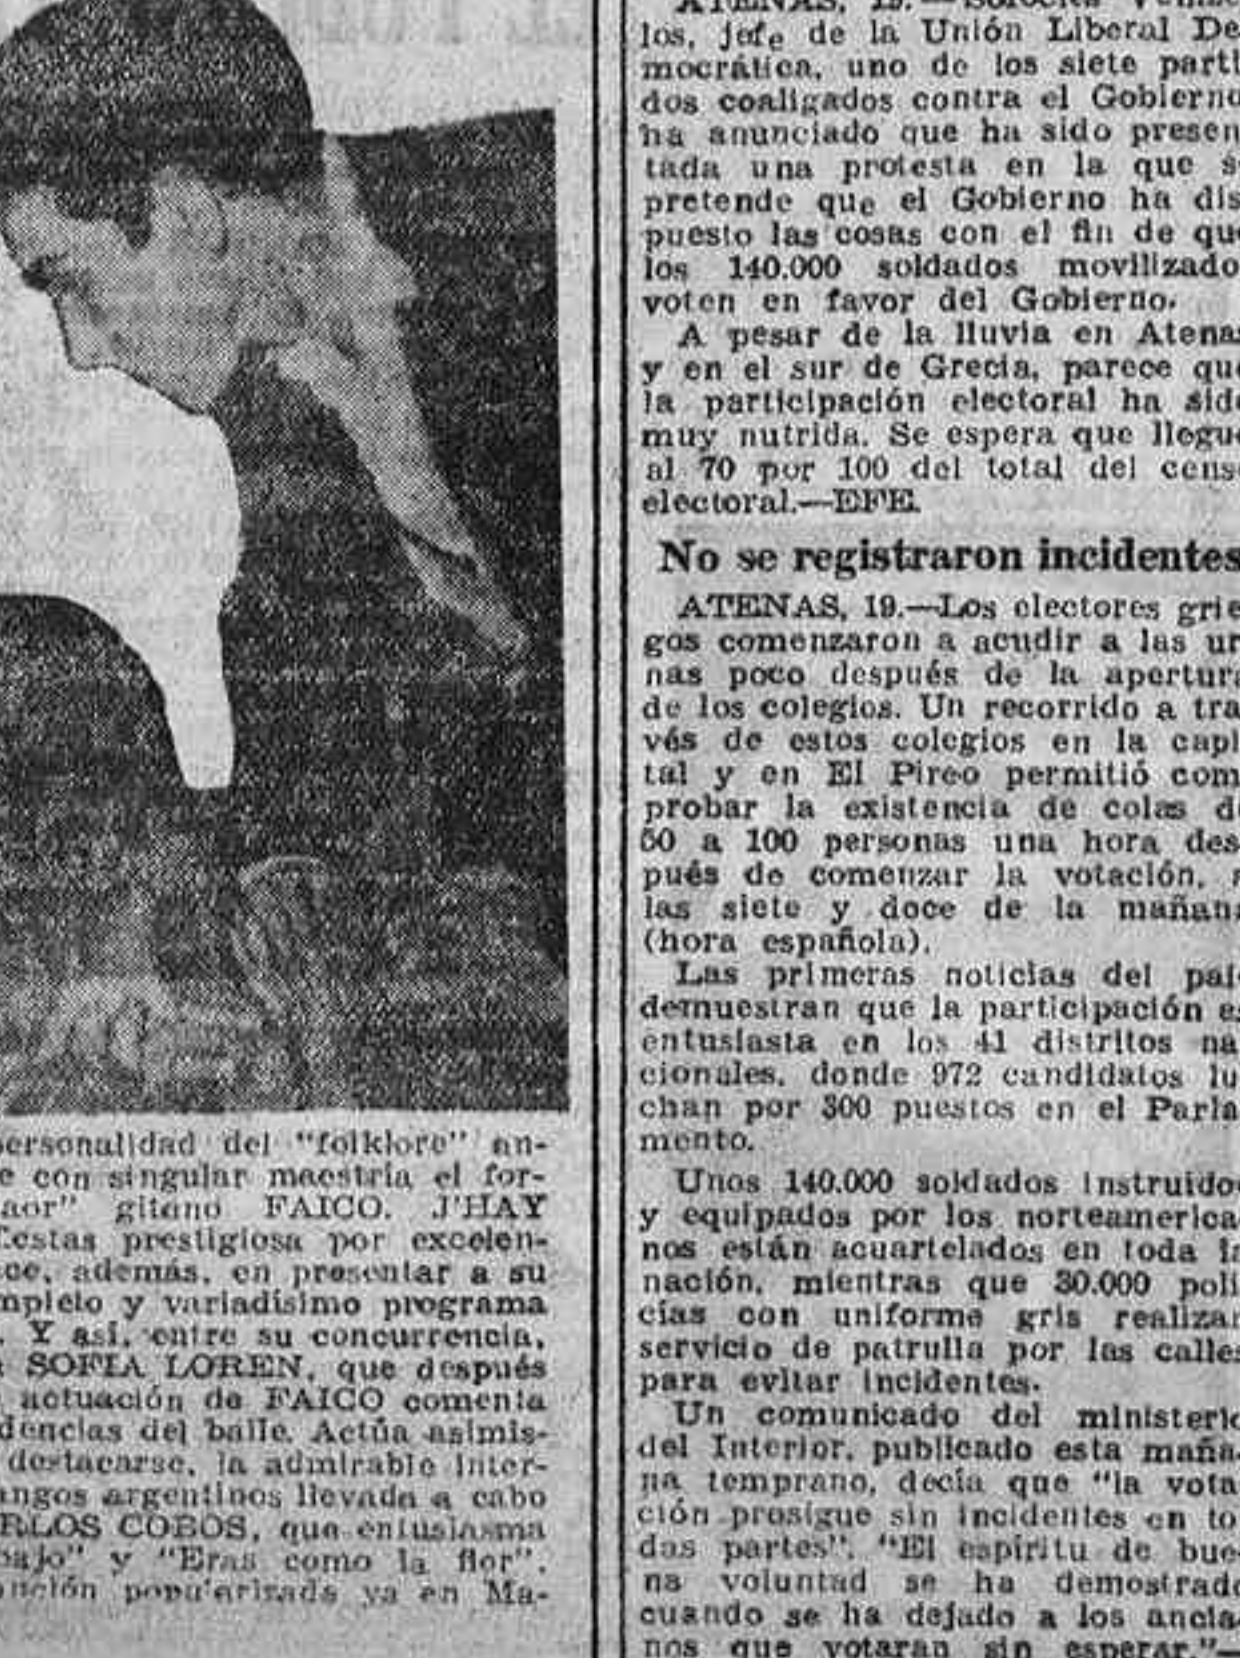 personalidad del "folklore" an-
e con singular maestría el for-
aor" gitano FAICO. J'HAY
fiestas prestigiosa por excelen-
ce, además, en presentar a su
mpleto y variadísimo programa
. Y así, entre su concurrencia,
SOFIA LOREN, que después
actuación de FAICO comenta
dencias del baile. Actúa asimis-
destacarse, la admirable inter-
angos argentinos llevada a cabo
RLOS COBOS, que entusiasma
bajo" y "Eras como la flor",
popularizada ya en Ma-
ATENAS, 19.—Sofocles Venize-
los, jefe de la Unión Liberal De-
mocrática, uno de los siete parti-
dos coaligados contra el Gobierno
ha anunciado que ha sido presen-
tada una protesta en la que s
pretende que el Gobierno ha dis-
puesto las cosas con el fin de que
los 140.000 soldados movilizado
voten en favor del Gobierno.
A pesar de la lluvia en Atenas
y en el sur de Grecia, parece que
la participación electoral ha sido
muy nutrida. Se espera que llegue
al 70 por 100 del total del censo
electoral.—EFE.
No se registraron incidentes
ATENAS, 19.—Los electores grie-
gos comenzaron a acudir a las ur-
nas poco después de la apertura
de los colegios. Un recorrido a tra-
vés de estos colegios en la capi-
tal y en El Pireo permitió com-
probar la existencia de colas de
50 a 100 personas una hora des-
pués de comenzar la votación, a
las siete y doce de la mañana
(hora española).
Las primeras noticias del país
demuestran que la participación es
entusiasta en los 41 distritos na-
cionales, donde 972 candidatos lu-
chan por 300 puestos en el Parla-
mento.
Unos 140.000 soldados instruidos
y equipados por los norteamerica-
nos están acuartelados en toda la
nación, mientras que 30.000 poli-
cías con uniforme gris realizan
servicio de patrulla por las calles
para evitar incidentes.
Un comunicado del ministerio
del Interior, publicado esta maña-
na temprano, decía que "la vota-
ción prosigue sin incidentes en to-
das partes". "El espíritu de bue-
na voluntad se ha demostrado
cuando se ha dejado a los ancia-
nos que votaran sin esperar."—